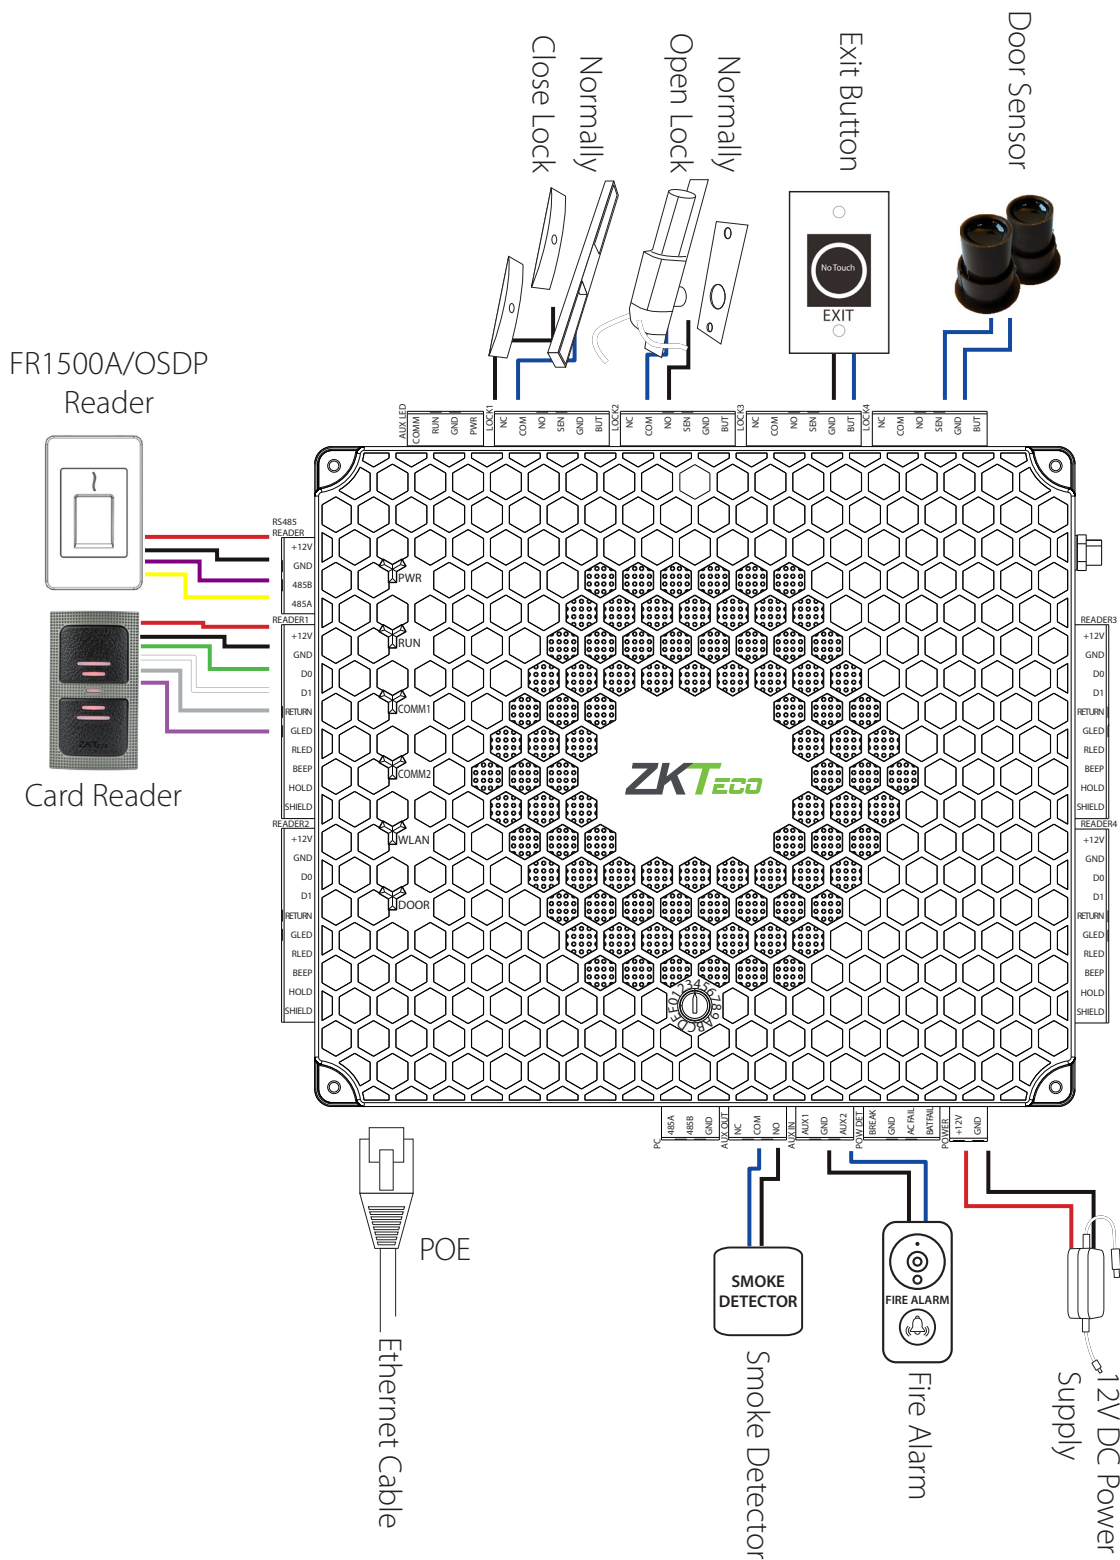 Close Lock
Normally
Open Lock
Normally
Exit Button
Door Sensor
No Touch
EXIT
FR1500A/OSDP
Reader
AUX LED
COMM
RUN
GND
PWR
LOCK1
NC
COM
NO
SEN
GND
BUT
LOCK2
COM
NO
SEN
GND
BUT
LOCK3
NC
COM
NO
SEN
GND
BUT
LOCK4
NC
COM
NO
SEN
GND
BUT
RS485
READER
+12V
GND
485B
485A
READER1
+12V
GND
D0
D1
RETURN
GLED
RLED
BEEP
HOLD
SHIELD
READER2
+12V
GND
D0
D1
RETURN
GLED
RLED
BEEP
HOLD
SHIELD
ZKTECO
Card Reader
PWR
RUN
COMM1
COMM2
WLAN
DOOR
ZKTECO
0123456789ABCDEF
READER3
+12V
GND
D0
D1
RETURN
GLED
RLED
BEEP
HOLD
SHIELD
READER4
+12V
GND
D0
D1
RETURN
GLED
RLED
BEEP
HOLD
SHIELD
PC
485A
485B
GND
AUX OUT
NC
COM
NO
AUX IN
AUX1
GND
AUX2
POW DET
BREAK
GND
AC FAIL
BATFAIL
POWER
+12V
GND
POE
Ethernet Cable
SMOKE
DETECTOR
Smoke Detector
FIRE ALARM
Fire Alarm
12V DC Power
Supply